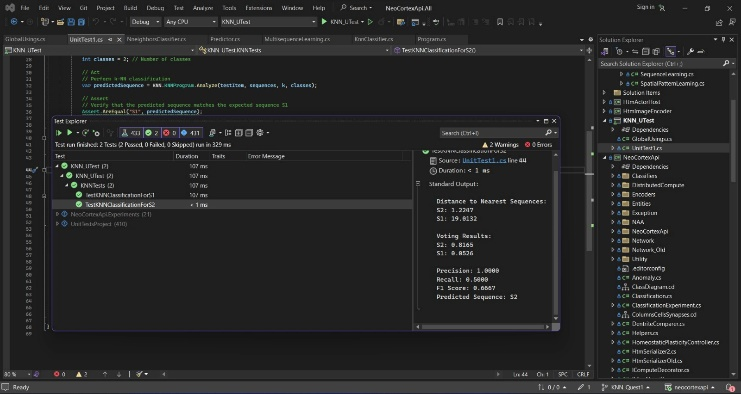 File Edit View Git Project Build Debug Test Analyze Tools Extensions Window Help Search NeoCortexApi.All
Sign in
Debug Any CPU KNN_UTest KNN_UTest
GlobalUsings.cs UnitTest1.cs NneighborsClassifier.cs Predictor.cs MultisequenceLearning.cs KnnClassifier.cs Program.cs
KNN_UTest KNN_UTest.KNNTests TestKNNClassificationForS2()
int classes = 2; // Number of classes
// Act
// Perform k-NN classification
var predictedSequence = KNN.KNNProgram.Analyze(testItem, sequences, k, classes);
// Assert
// Verify that the predicted sequence matches the expected sequence S1
Assert.AreEqual("S1", predictedSequence);
Test Explorer
433 2 0 431 Search (Ctrl+I)
Test run finished: 2 Tests (2 Passed, 0 Failed, 0 Skipped) run in 329 ms 2 Warnings 0 Errors
Test Duration Traits Error Message
KNN_UTest (2) 107 ms
KNN_UTest (2) 107 ms
KNNTests (2) 107 ms
TestKNNClassificationForS1 107 ms
TestKNNClassificationForS2 < 1 ms
NeoCortexApi.Experiments (21)
UnitTestsProject (410)
TestKNNClassificationForS2
Source: UnitTest1.cs line 44
Duration: < 1 ms
Standard Output:
Distance to Nearest Sequences:
S2: 1.2247
S1: 19.0132
Voting Results:
S2: 0.8165
S1: 0.0526
Precision: 1.0000
Recall: 0.5000
F1 Score: 0.6667
Predicted Sequence: S2
Solution Explorer
Search Solution Explorer (Ctrl+;)
SequenceLearning.cs
SpatialPatternLearning.cs
Solution Items
HtmActorHost
HtmImageEncoder
KNN_UTest
Dependencies
GlobalUsings.cs
UnitTest1.cs
NeoCortexApi
Dependencies
Classifiers
DistributedCompute
Encoders
Entities
Exception
NAA
NeoCortexApi
Network
Network_Old
Utility
.editorconfig
Anomaly.cs
ClassDiagram.cd
Classification.cs
ClassificationExperiment.cs
ColumnsCellsSynapses.cd
DentriteComparer.cs
Helpers.cs
HomeostaticPlasticityController.cs
HtmSerializer2.cs
HtmSerializerOld.cs
IComputeDecorator.cs
80 % 0 2 Ln: 44 Ch: 1 SPC CRLF
Ready 0 / 0 1 KNN_Quest1 neocortexapi